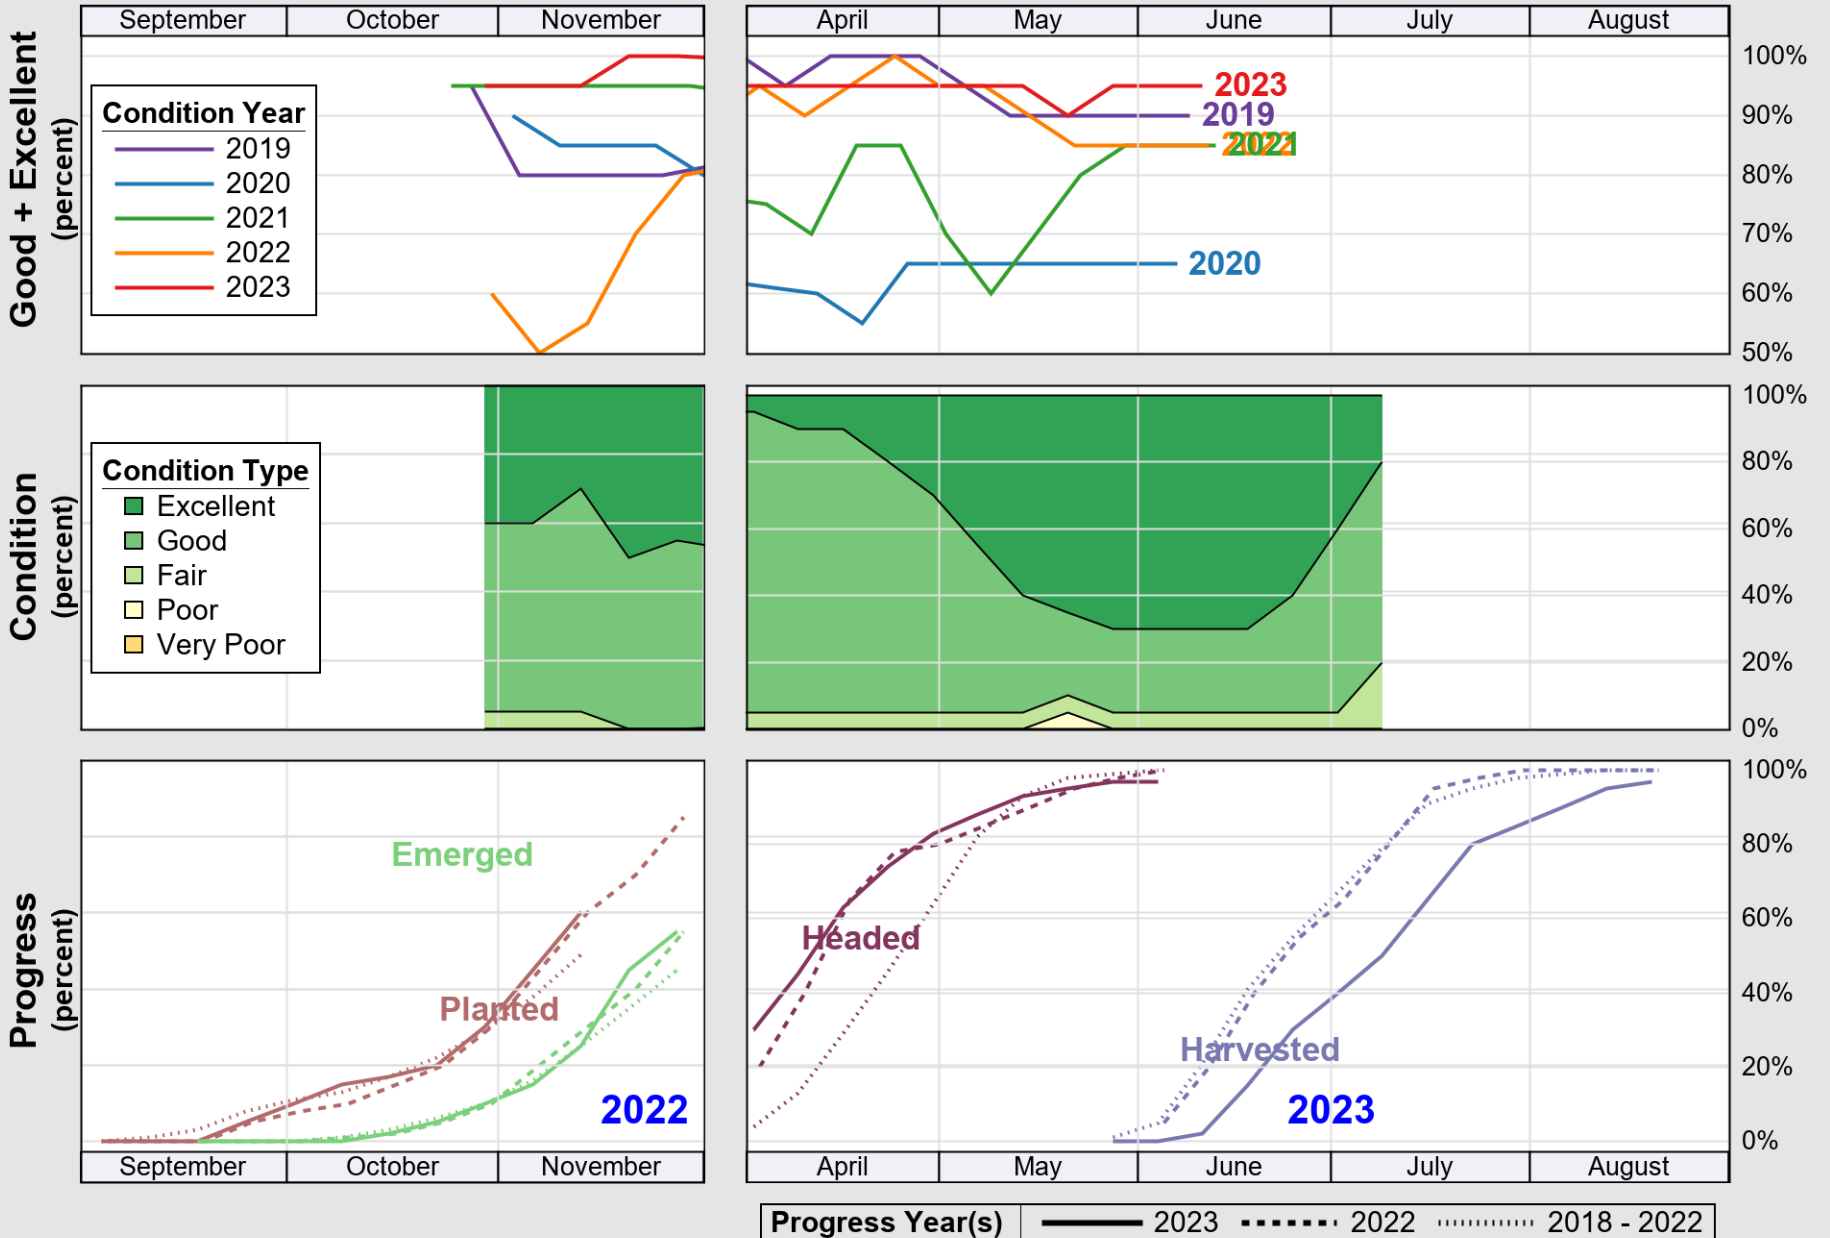 September October November April May June July August
Good + Excellent
(percent)
Condition Year
2019
2020
2021
2022
2023
2023
2019
2022
2021
2020
100%
90%
80%
70%
60%
50%
Condition
(percent)
Condition Type
Excellent
Good
Fair
Poor
Very Poor
100%
80%
60%
40%
20%
0%
Progress
(percent)
Emerged
Planted
2022
Headed
Harvested
2023
100%
80%
60%
40%
20%
0%
September October November April May June July August
Progress Year(s) 2023 2022 2018 - 2022